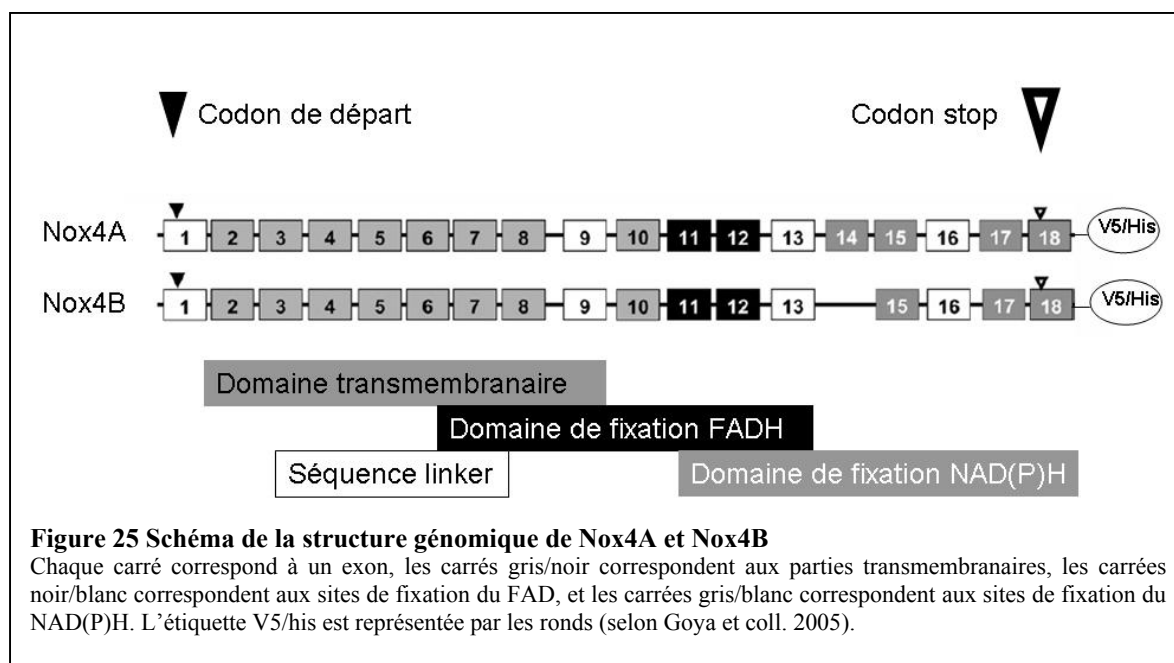 Codon de départ Codon stop
Nox4A 1 2 3 4 5 6 7 8 9 10 11 12 13 14 15 16 17 18 V5/His
Nox4B 1 2 3 4 5 6 7 8 9 10 11 12 13 15 16 17 18 V5/His
Domaine transmembranaire
Domaine de fixation FADH
Séquence linker Domaine de fixation NAD(P)H
Figure 25 Schéma de la structure génomique de Nox4A et Nox4B
Chaque carré correspond à un exon, les carrés gris/noir correspondent aux parties transmembranaires, les carrées
noir/blanc correspondent aux sites de fixation du FAD, et les carrées gris/blanc correspondent aux sites de fixation du
NAD(P)H. L'étiquette V5/his est représentée par les ronds (selon Goya et coll. 2005).